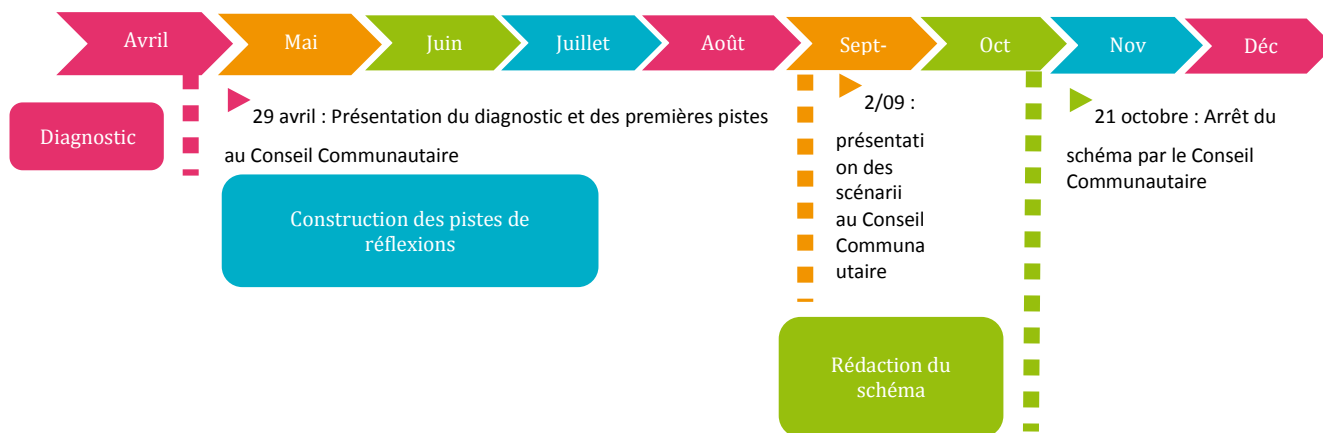 Avril
Mai
Juin
Juillet
Août
Sept-
Oct
Nov
Déc
Diagnostic
29 avril : Présentation du diagnostic et des premières pistes
au Conseil Communautaire
Construction des pistes de
réflexions
2/09 :
présentati
on des
scénarii
au Conseil
Communa
utaire
Rédaction du
schéma
21 octobre : Arrêt du
schéma par le Conseil
Communautaire